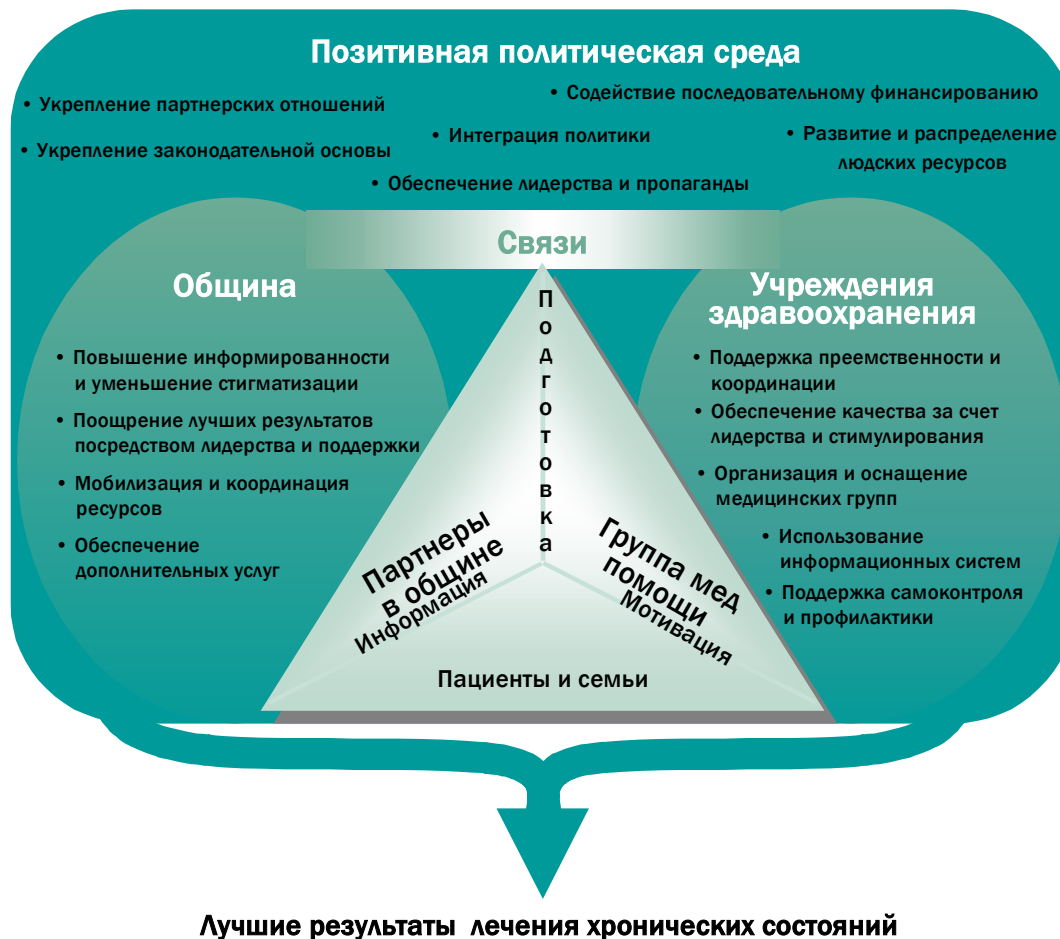 Позитивная политическая среда
• Укрепление партнерских отношений
• Содействие последовательному финансированию
• Укрепление законодательной основы
• Интеграция политики
• Развитие и распределение
людских ресурсов
• Обеспечение лидерства и пропаганды
Связи
Община
• Повышение информированности
и уменьшение стигматизации
• Поощрение лучших результатов
посредством лидерства и поддержки
• Мобилизация и координация
ресурсов
• Обеспечение
дополнительных услуг
Подготовка
Партнеры
в общине
Информация
Группа мед
помощи
Мотивация
Пациенты и семьи
Учреждения
здравоохранения
• Поддержка преемственности и
координации
• Обеспечение качества за счет
лидерства и стимулирования
• Организация и оснащение
медицинских групп
• Использование
информационных систем
• Поддержка самоконтроля
и профилактики
Лучшие результаты лечения хронических состояний